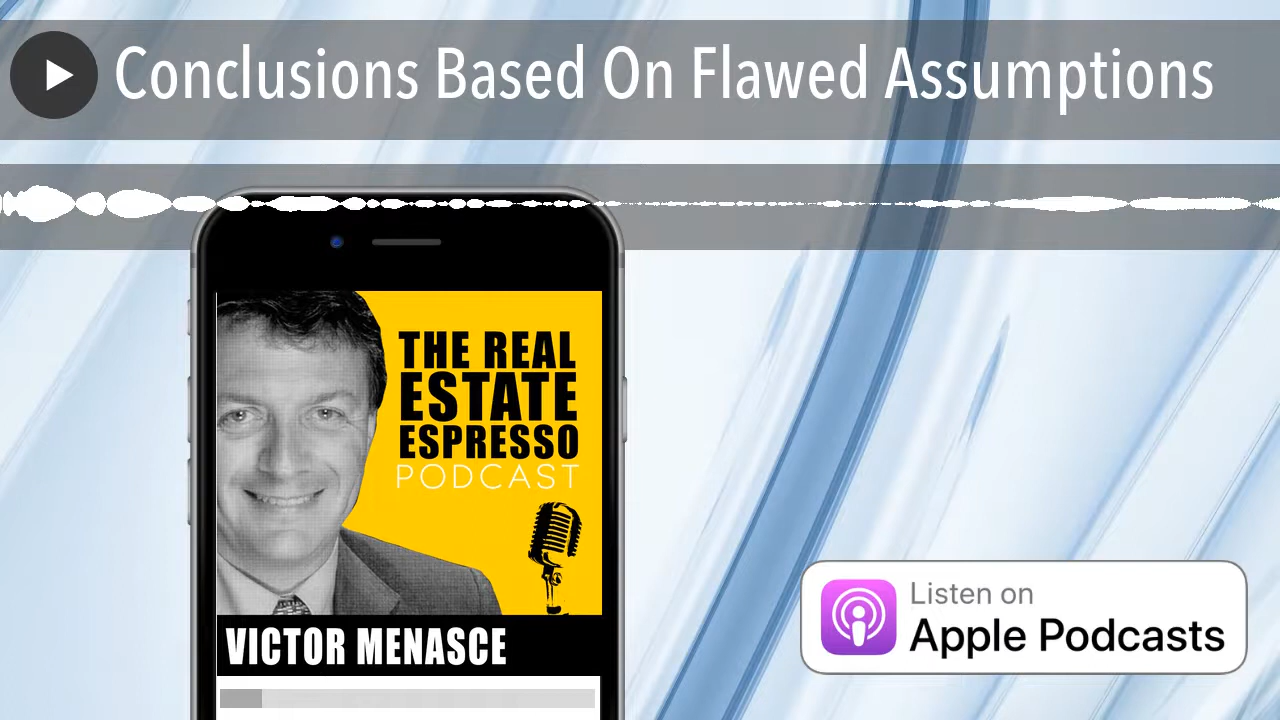 Conclusions Based On Flawed Assumptions
THE REAL
ESTATE
ESPRESSO
PODCAST
VICTOR MENASCE
Listen on
Apple Podcasts